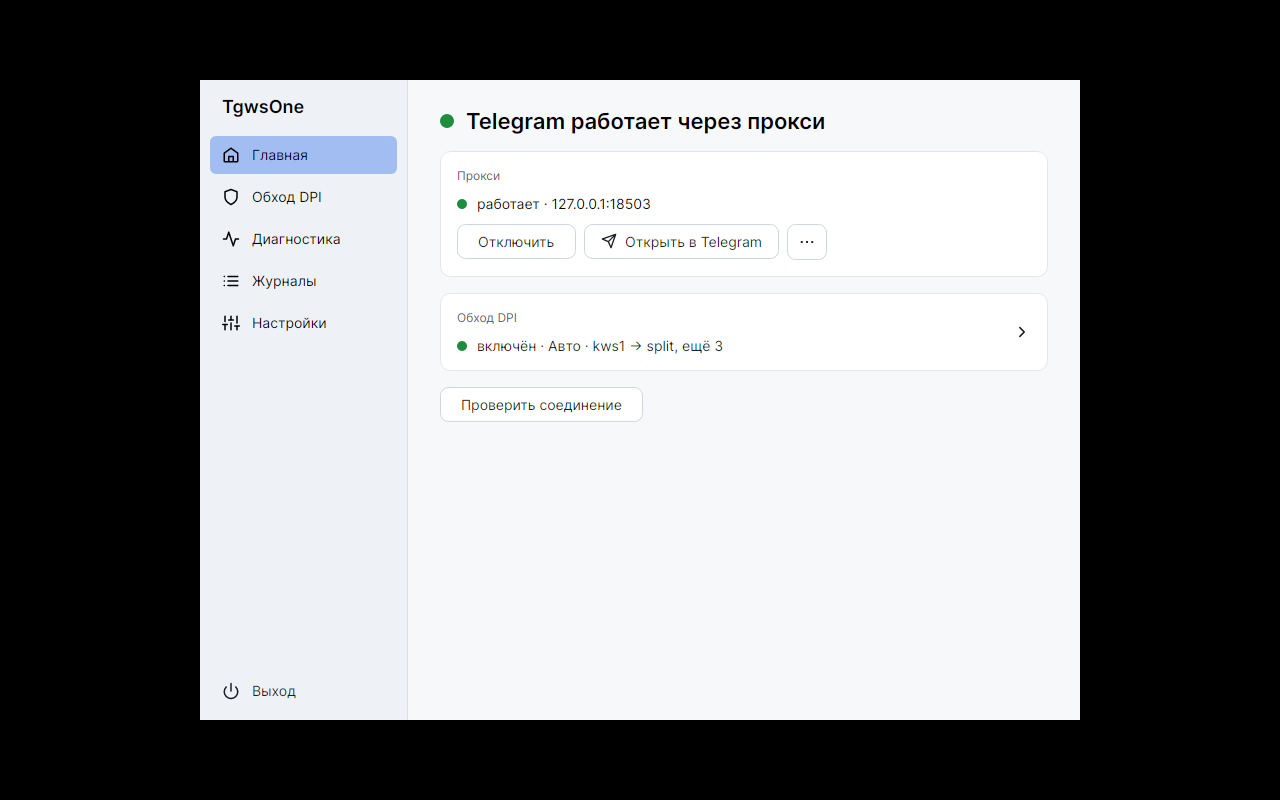 TgwsOne
Главная
Обход DPI
Диагностика
Журналы
Настройки
Выход
Telegram работает через прокси
Прокси
работает · 127.0.0.1:18503
Отключить
Открыть в Telegram
···
Обход DPI
включён · Авто · kws1 → split, ещё 3
Проверить соединение